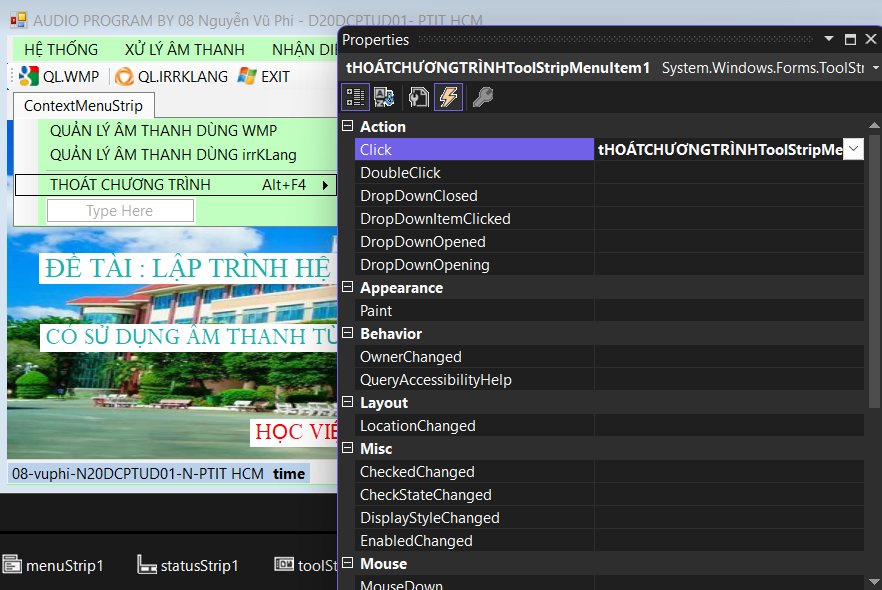 AUDIO PROGRAM BY 08 Nguyễn Vũ Phi - D20DCPTUD01- PTIT HCM
HỆ THỐNG XỬ LÝ ÂM THANH NHẬN DIỆ
QL.WMP QL.IRRKLANG EXIT
ContextMenuStrip
QUẢN LÝ ÂM THANH DÙNG WMP
QUẢN LÝ ÂM THANH DÙNG irrKLang
THOÁT CHƯƠNG TRÌNH Alt+F4
Type Here
ĐỀ TÀI : LẬP TRÌNH HỆ
CÓ SỬ DỤNG ÂM THANH TỪ
HỌC VIỆ
08-vuphi-N20DCPTUD01-N-PTIT HCM time
menuStrip1 statusStrip1 toolSt
Properties
tHOÁTCHƯƠNGTRÌNHToolStripMenuItem1 System.Windows.Forms.ToolStr
Action
Click tHOÁTCHƯƠNGTRÌNHToolStripMe
DoubleClick
DropDownClosed
DropDownItemClicked
DropDownOpened
DropDownOpening
Appearance
Paint
Behavior
OwnerChanged
QueryAccessibilityHelp
Layout
LocationChanged
Misc
CheckedChanged
CheckStateChanged
DisplayStyleChanged
EnabledChanged
Mouse
MouseDown